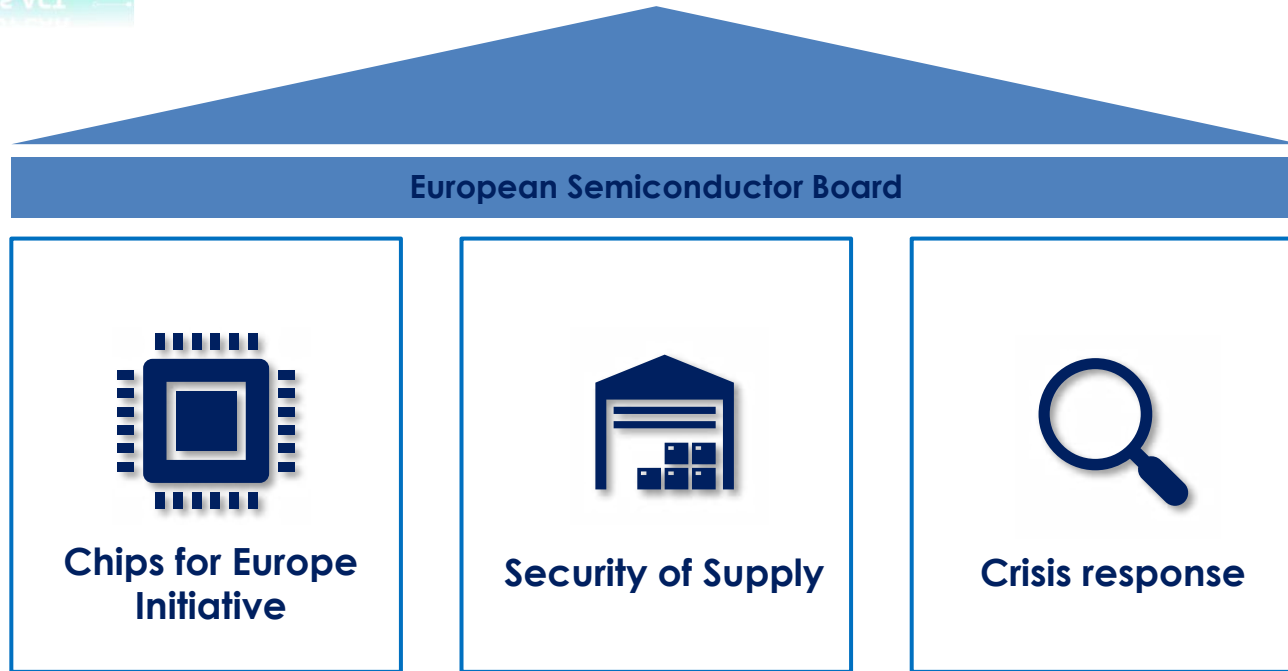 European Semiconductor Board
Chips for Europe
Initiative
Security of Supply
Crisis response